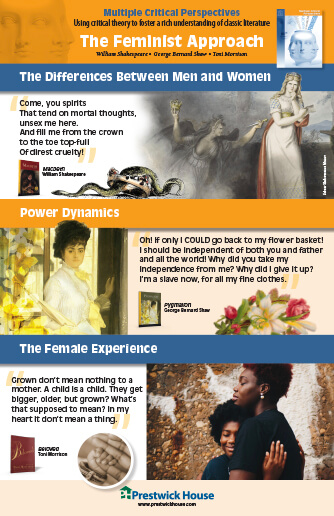 Multiple Critical Perspectives
Using critical theory to foster a rich understanding of classic literature
The Feminist Approach
William Shakespeare • George Bernard Shaw • Toni Morrison
The Differences Between Men and Women
Come, you spirits
That tend on mortal thoughts,
unsex me here.
And fill me from the crown
to the toe top-full
Of direst cruelty!
Macbeth
William Shakespeare
Power Dynamics
Oh! if only I COULD go back to my flower basket!
I should be independent of both you and father
and all the world! Why did you take my
independence from me? Why did I give it up?
I'm a slave now, for all my fine clothes.
Pygmalion
George Bernard Shaw
The Female Experience
Grown don't mean nothing to a
mother. A child is a child. They get
bigger, older, but grown? What's
that supposed to mean? In my
heart it don't mean a thing.
Beloved
Toni Morrison
Prestwick House
www.prestwickhouse.com